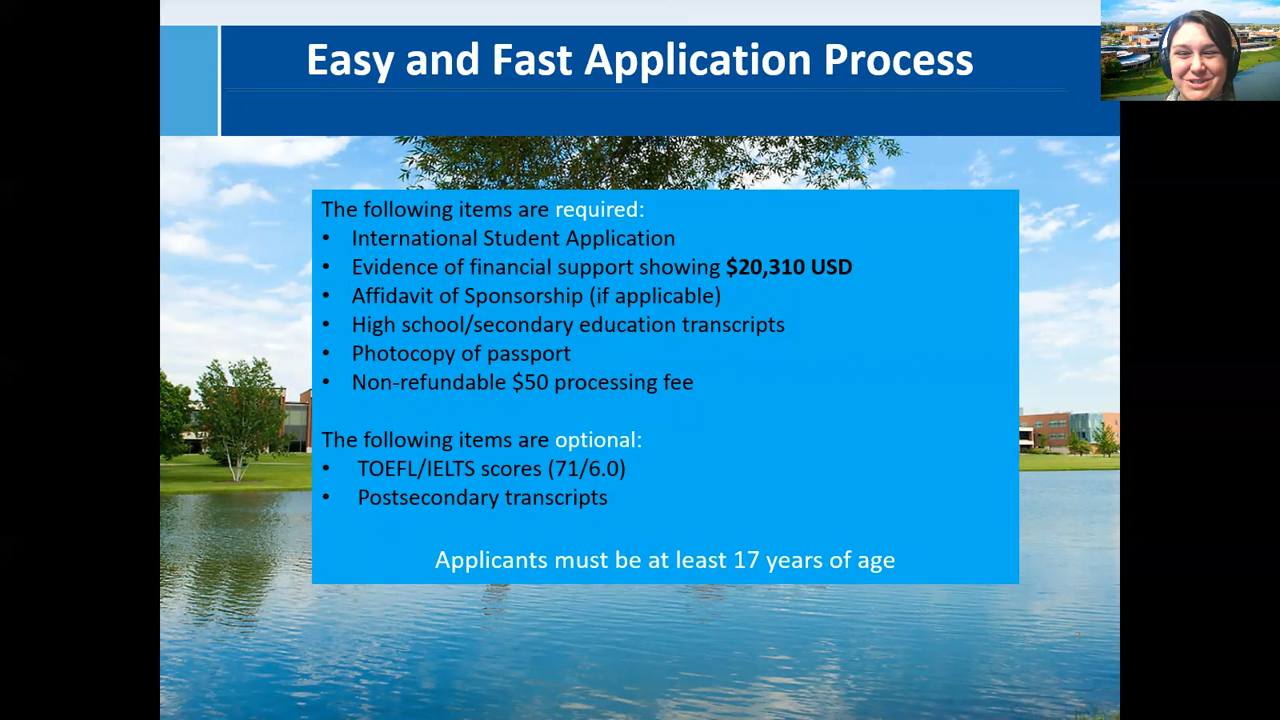 Easy and Fast Application Process
The following items are required:
• International Student Application
• Evidence of financial support showing $20,310 USD
• Affidavit of Sponsorship (if applicable)
• High school/secondary education transcripts
• Photocopy of passport
• Non-refundable $50 processing fee
The following items are optional:
• TOEFL/IELTS scores (71/6.0)
• Postsecondary transcripts
Applicants must be at least 17 years of age